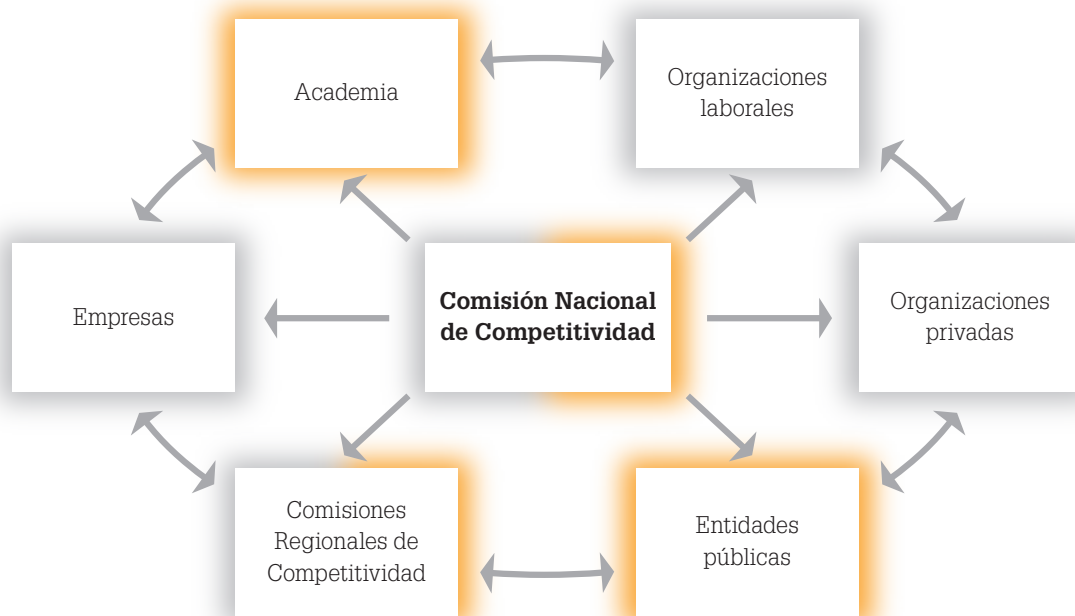 Academia
Organizaciones
laborales
Empresas
Comisión Nacional
de Competitividad
Organizaciones
privadas
Comisiones
Regionales de
Competitividad
Entidades
públicas